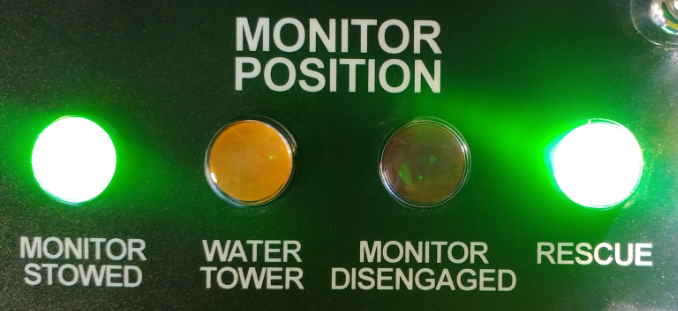 MONITOR
POSITION
MONITOR
STOWED
WATER
TOWER
MONITOR
DISENGAGED
RESCUE